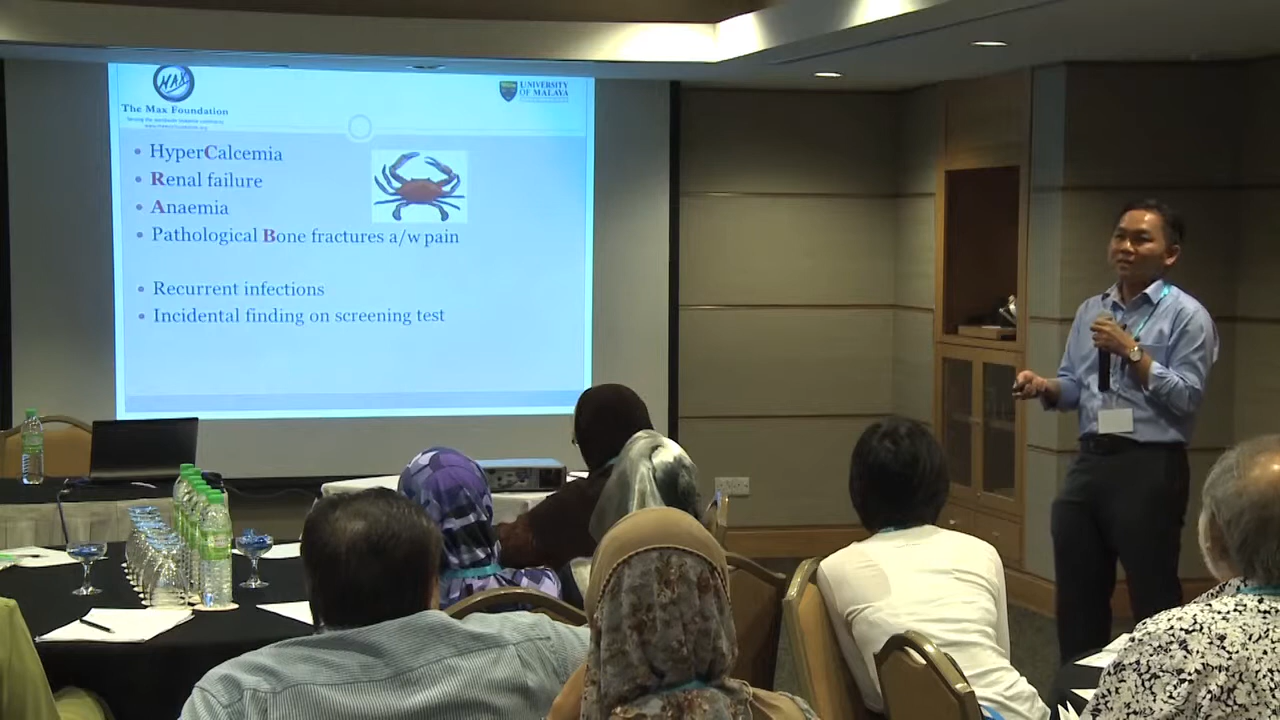 MAX
The Max Foundation
UNIVERSITY
OF MALAYA
HyperCalcemia
Renal failure
Anaemia
Pathological Bone fractures a/w pain
Recurrent infections
Incidental finding on screening test